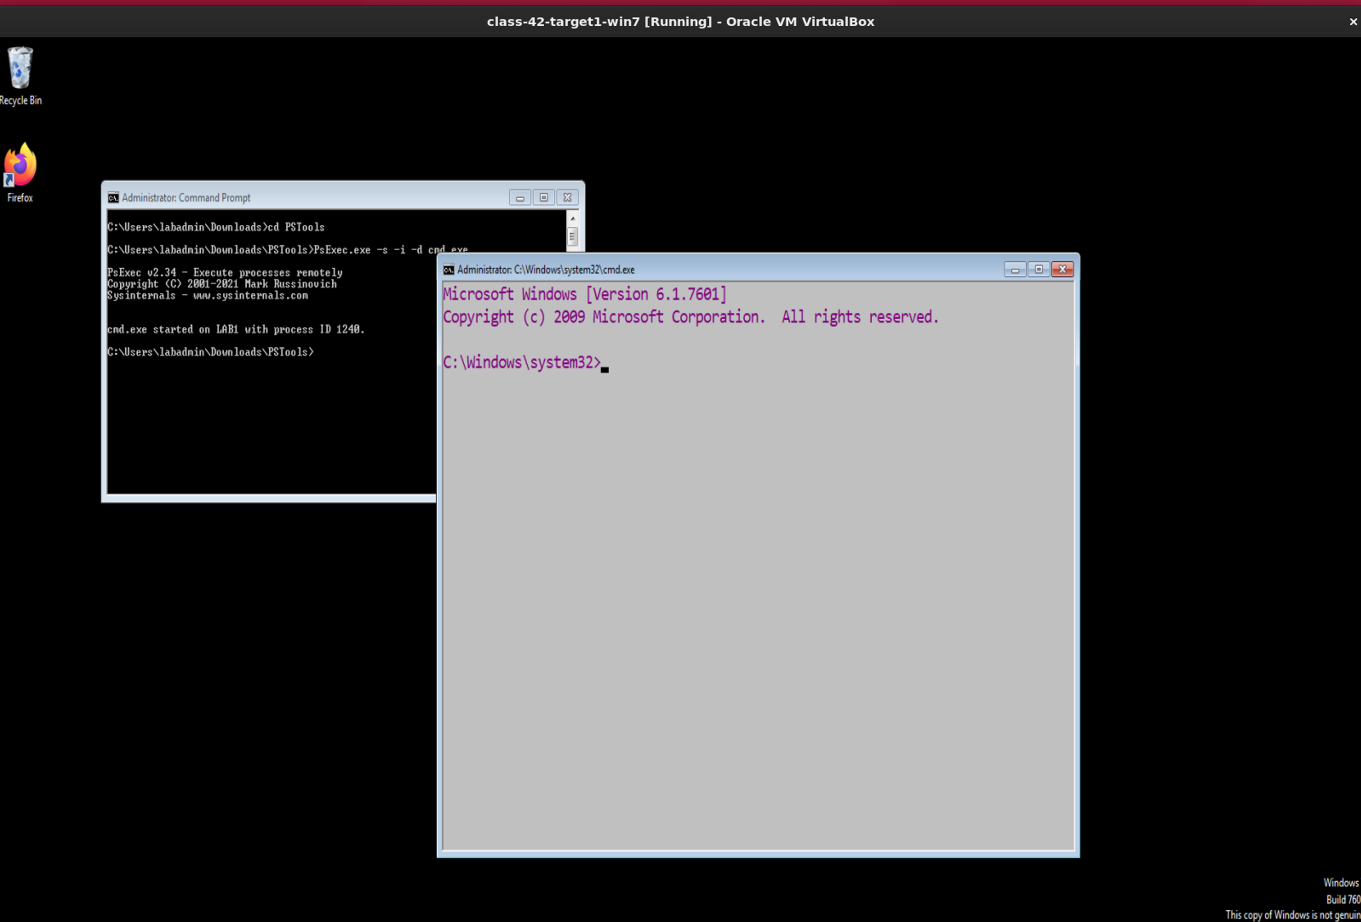 class-42-target1-win7 [Running] - Oracle VM VirtualBox
Recycle Bin
Firefox
Administrator: Command Prompt
C:\Users\labadmin\Downloads>cd PSTools
C:\Users\labadmin\Downloads\PSTools>PsExec.exe -s -i -d cmd.exe
PsExec v2.34 - Execute processes remotely
Copyright (C) 2001-2021 Mark Russinovich
Sysinternals - www.sysinternals.com
cmd.exe started on LAB1 with process ID 1240.
C:\Users\labadmin\Downloads\PSTools>
Administrator: C:\Windows\system32\cmd.exe
Microsoft Windows [Version 6.1.7601]
Copyright (c) 2009 Microsoft Corporation.  All rights reserved.
C:\Windows\system32>
Windows
Build 760
This copy of Windows is not genuin